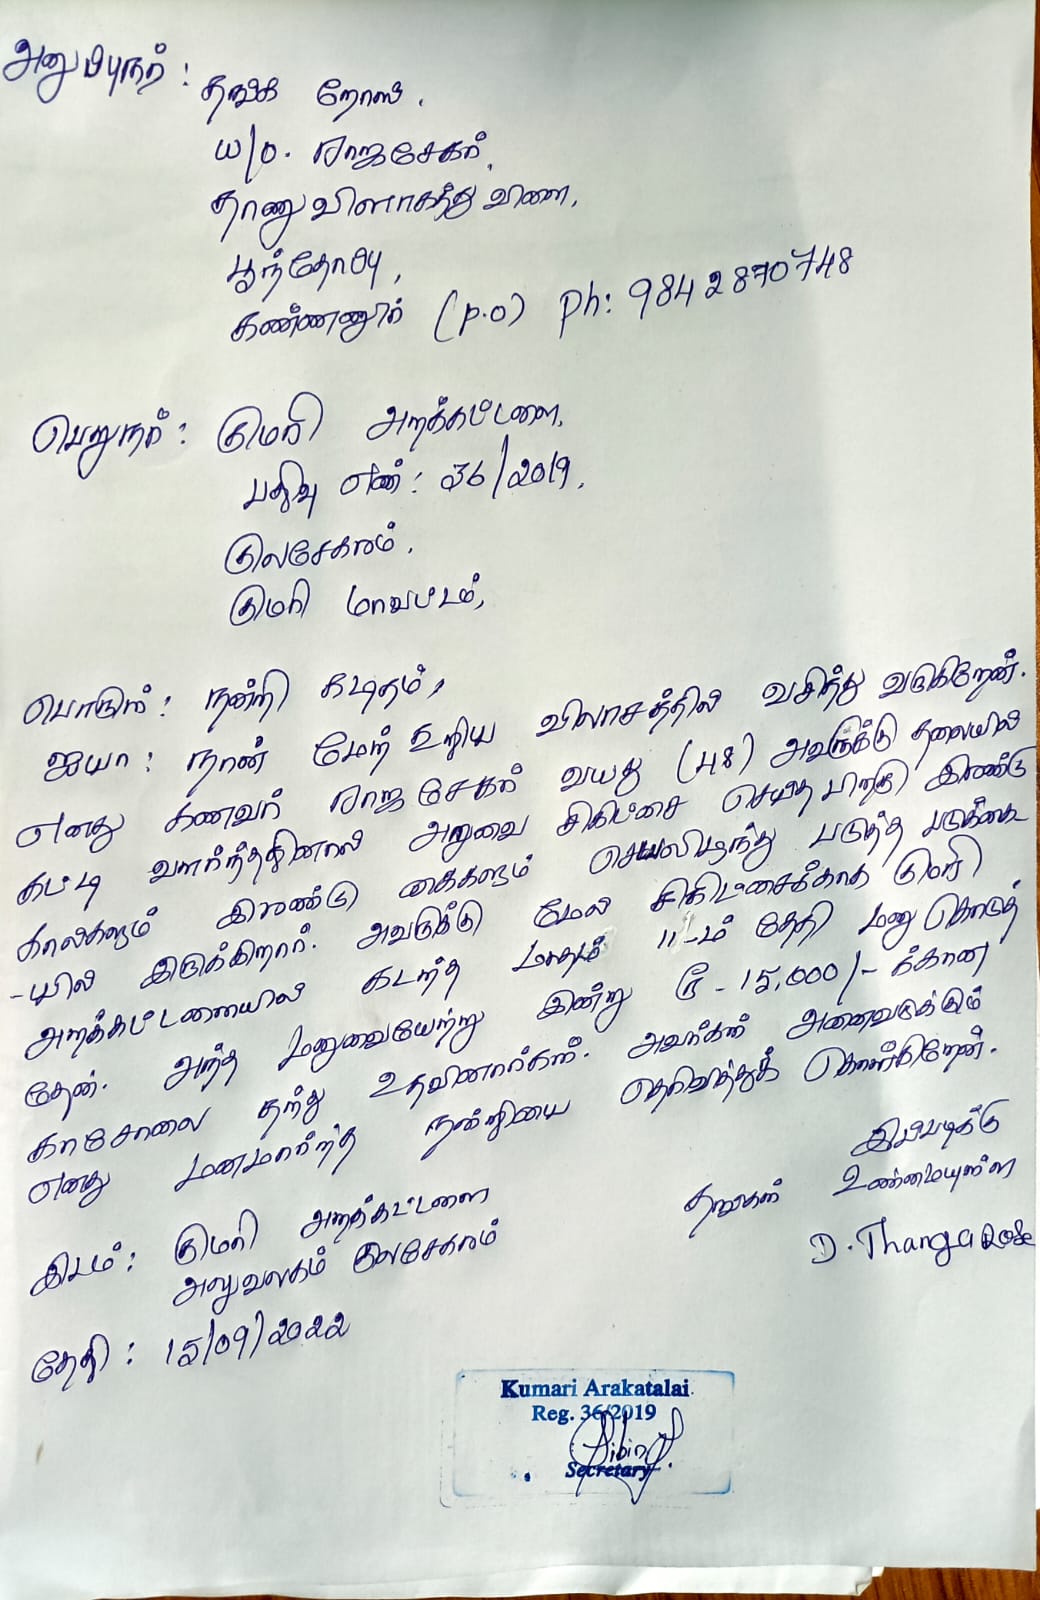 அனுப்புநர் : தங்க றோஸ்.
W/o. ராஜசேகர்,
தாணுவிளாகத்து விளை,
பூந்தோப்பு,
கண்ணனூர் (P.O) Ph: 9842870748
பெறுநர் : குமரி அறக்கட்டளை,
பதிவு எண் : 36/2019,
குலசேகரம்.
குமரி மாவட்டம்,
பொருள் : நன்றி கடிதம்,
ஐயா : நான் மேற் கூறிய விலாசத்தில் வசித்து வருகிறேன்.
எனது கணவர் ராஜ சேகர் வயது (48) அவருக்கு தலையில்
கட்டி வளர்ந்ததினால் அறுவை சிகிச்சை செய்த பிறகு இரண்டு
கால்களும் இரண்டு கைகளும் செயலிழந்து படுத்த படுக்கை
-யில் இருக்கிறார். அவருக்கு மேல் சிகிட்சைக்காக குமரி
அறக்கட்டளையில் கடந்த மாதம் 11-ம் தேதி மனு கொடுத்
தேன். அந்த மனுவையேற்று இன்று ரூ - 15,000/- க்கான
காசோலை தந்து உதவினார்கள். அவர்கள் அனைவருக்கும்
எனது மனமார்ந்த நன்றியை தெரிவித்துக் கொள்கிறேன்.
இப்படிக்கு
தங்கள் உண்மையுள்ள
D. Thanga Rose
இடம் : குமரி அறக்கட்டளை
அலுவலகம் குலசேகரம்
தேதி : 15/09/2022
Kumari Arakatalai
Reg. 36/2019
Secretary